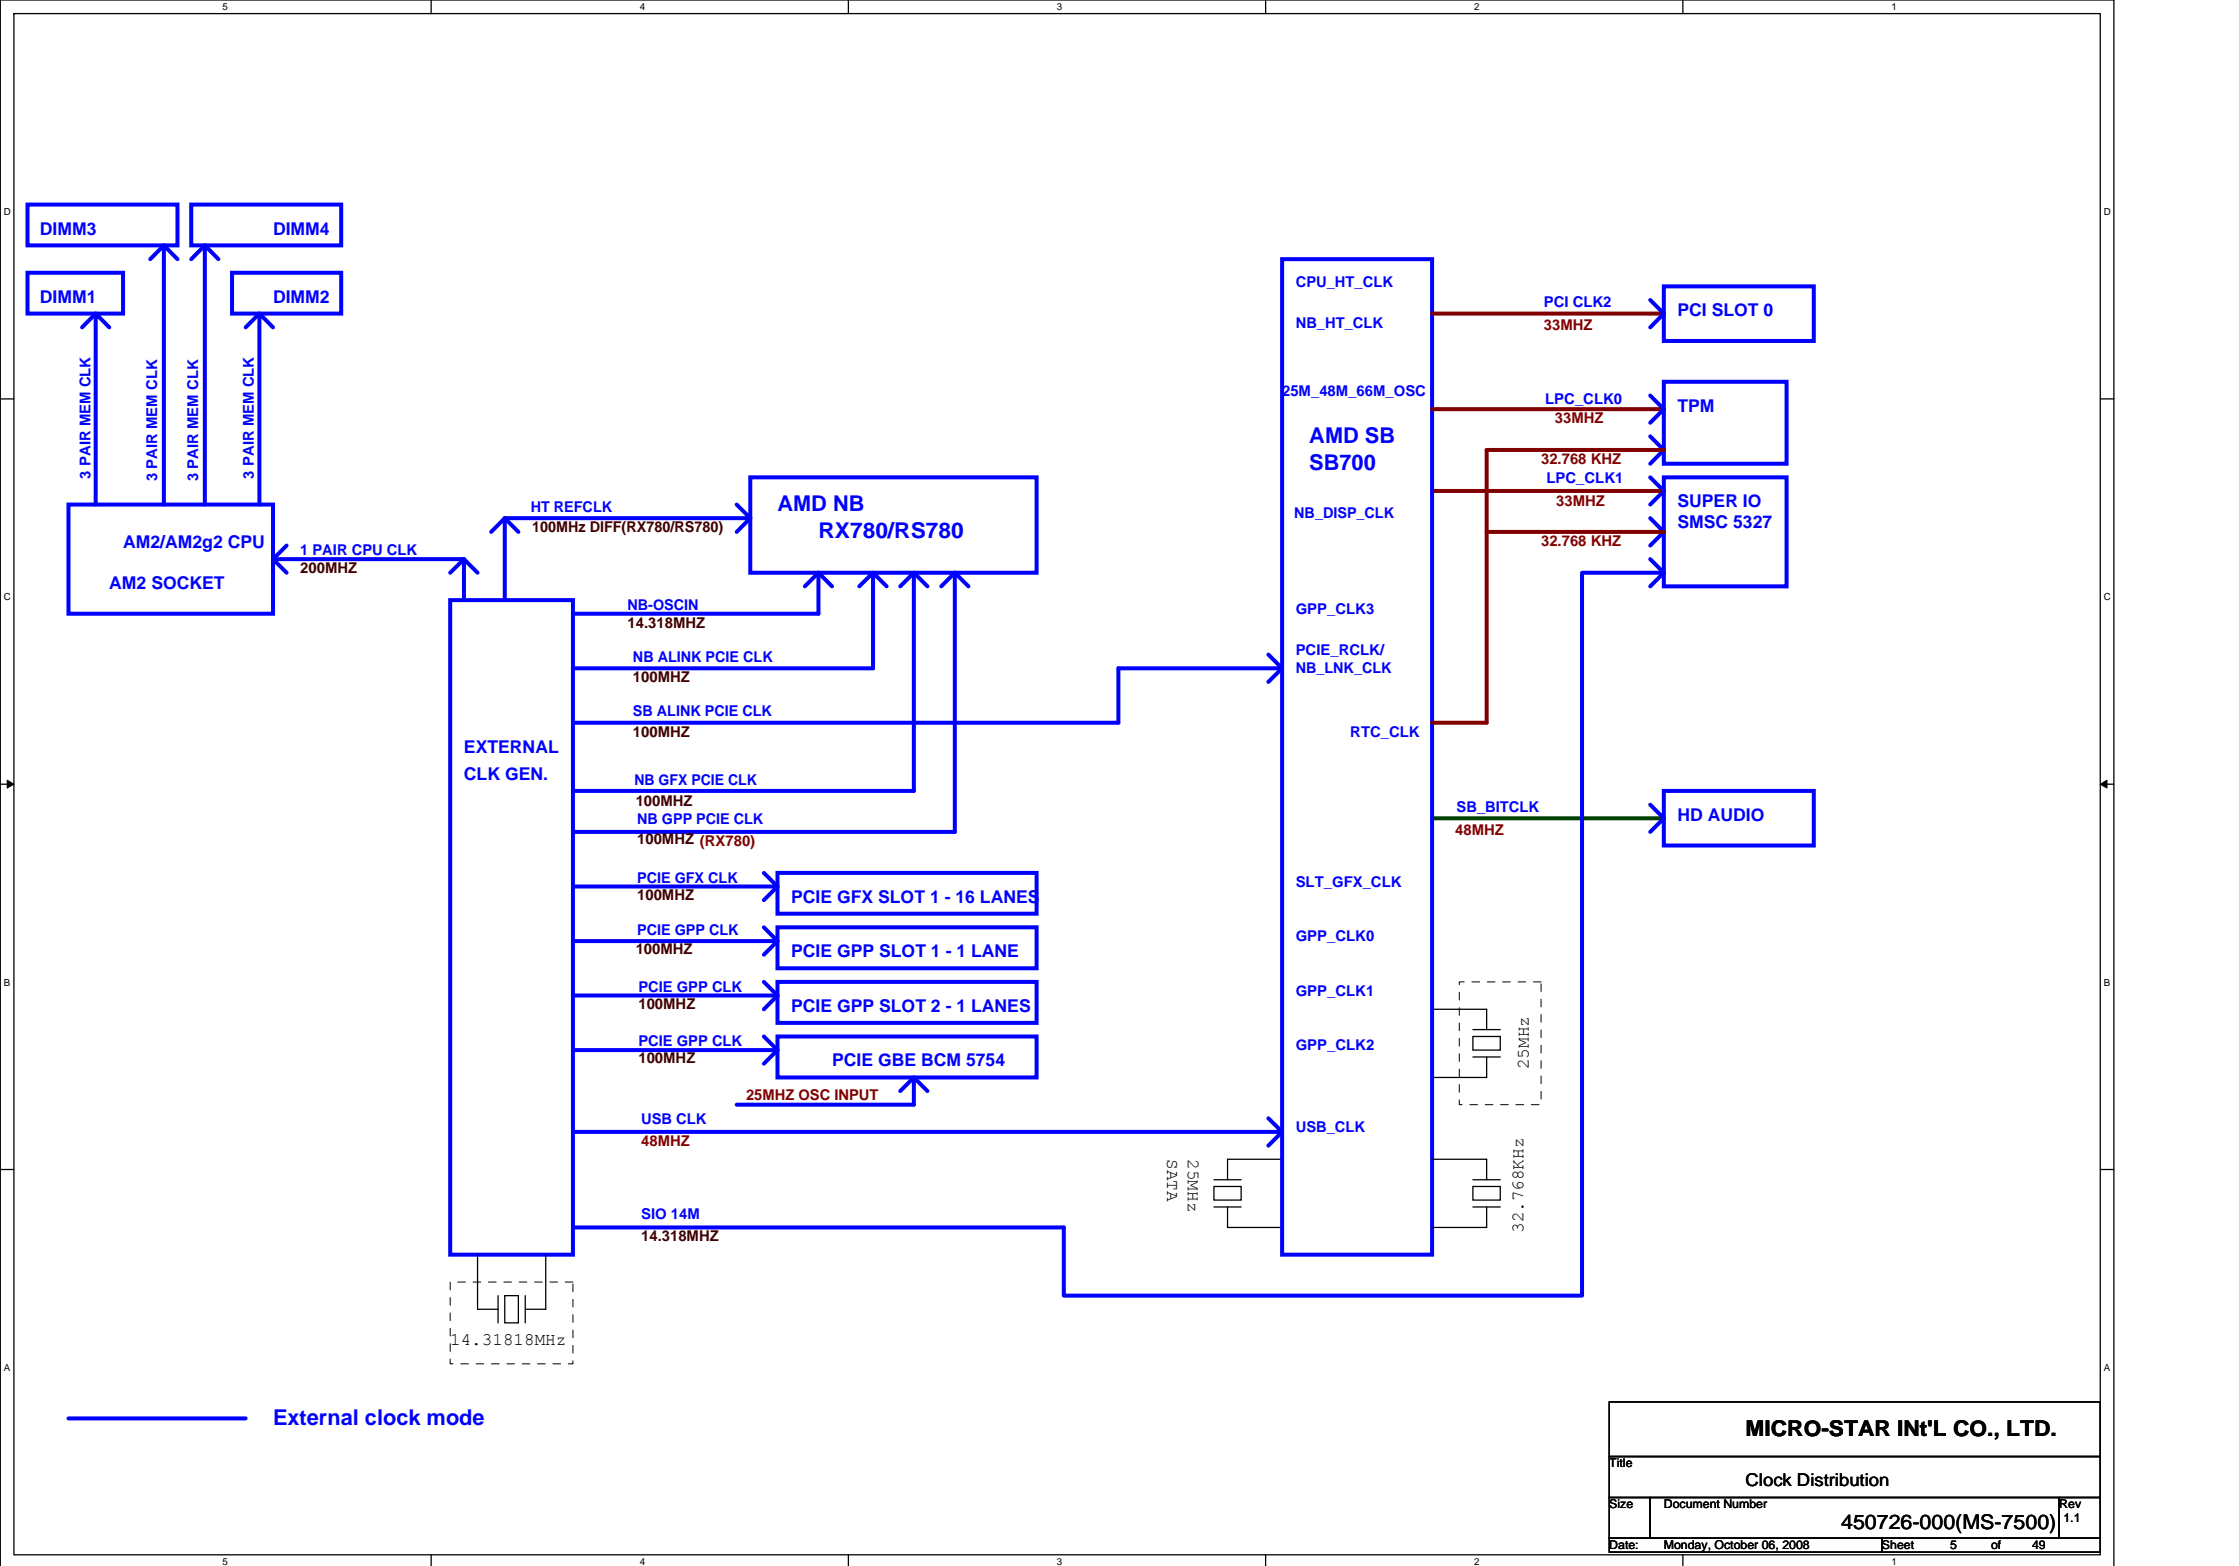 5 4 3 2 1
D
D
C
C
B
B
A
A
DIMM3
DIMM4
DIMM1
DIMM2
3 PAIR MEM CLK
3 PAIR MEM CLK
3 PAIR MEM CLK
3 PAIR MEM CLK
AM2/AM2g2 CPU
AM2 SOCKET
1 PAIR CPU CLK
200MHZ
HT REFCLK
100MHz DIFF(RX780/RS780)
AMD NB
RX780/RS780
EXTERNAL
CLK GEN.
NB-OSCIN
14.318MHZ
NB ALINK PCIE CLK
100MHZ
SB ALINK PCIE CLK
100MHZ
NB GFX PCIE CLK
100MHZ
NB GPP PCIE CLK
100MHZ (RX780)
PCIE GFX CLK
100MHZ
PCIE GFX SLOT 1 - 16 LANES
PCIE GPP CLK
100MHZ
PCIE GPP SLOT 1 - 1 LANE
PCIE GPP CLK
100MHZ
PCIE GPP SLOT 2 - 1 LANES
PCIE GPP CLK
100MHZ
PCIE GBE BCM 5754
25MHZ OSC INPUT
USB CLK
48MHZ
SIO 14M
14.318MHZ
14.31818MHz
CPU_HT_CLK
NB_HT_CLK
25M_48M_66M_OSC
AMD SB
SB700
NB_DISP_CLK
GPP_CLK3
PCIE_RCLK/
NB_LNK_CLK
RTC_CLK
SLT_GFX_CLK
GPP_CLK0
GPP_CLK1
GPP_CLK2
USB_CLK
25MHz
SATA
25MHz
32.768KHz
PCI CLK2
33MHZ
PCI SLOT 0
LPC_CLK0
33MHZ
TPM
32.768 KHZ
LPC_CLK1
33MHZ
SUPER IO
SMSC 5327
32.768 KHZ
SB_BITCLK
48MHZ
HD AUDIO
External clock mode
MICRO-STAR INt'L CO., LTD.
Title
Clock Distribution
Size
Document Number
Rev
450726-000(MS-7500)
1.1
Date: Monday, October 06, 2008
Sheet 5 of 49
5 4 3 2 1